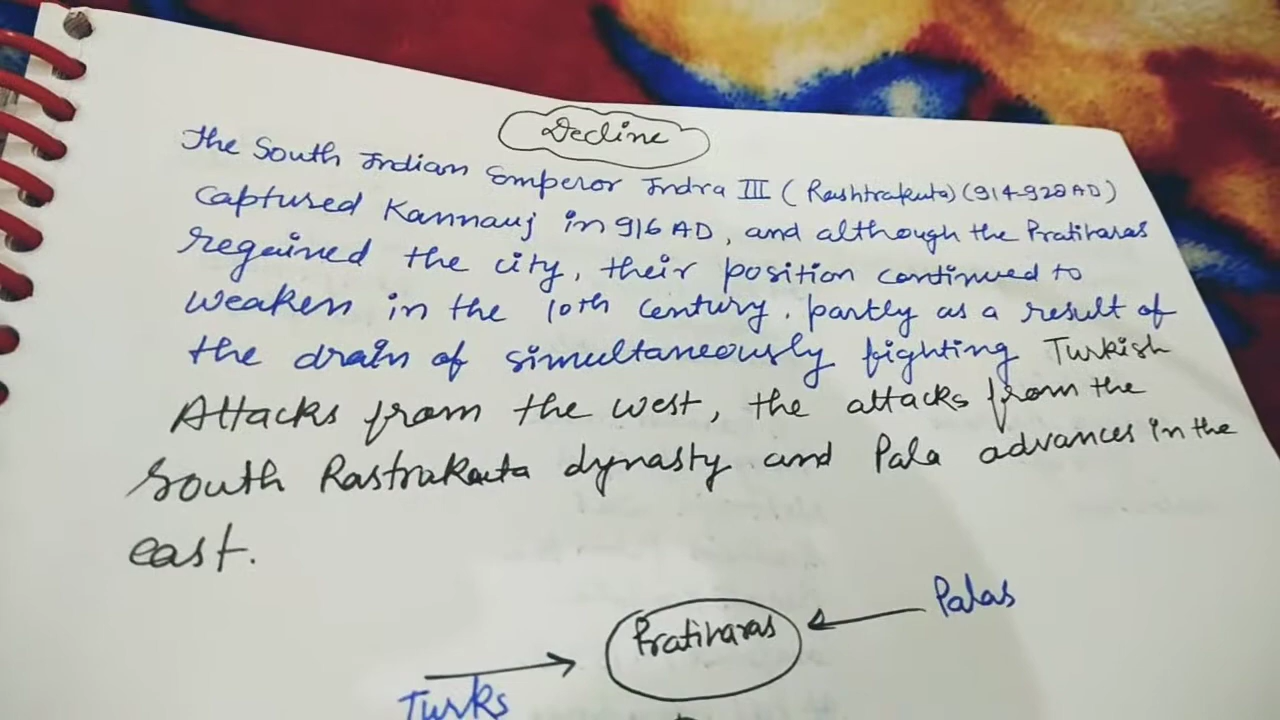 Decline
The South Indian Emperor Indra III (Rashtrakuta) (914-928 AD)
Captured Kannauj in 916 AD, and although the Pratiharas
regained the city, their position continued to
weaken in the 10th Century, partly as a result of
the drain of simultaneously fighting Turkish
Attacks from the west, the attacks from the
South Rastrakuta dynasty and Pala advances in the
east.
Palas
Pratiharas
Turks